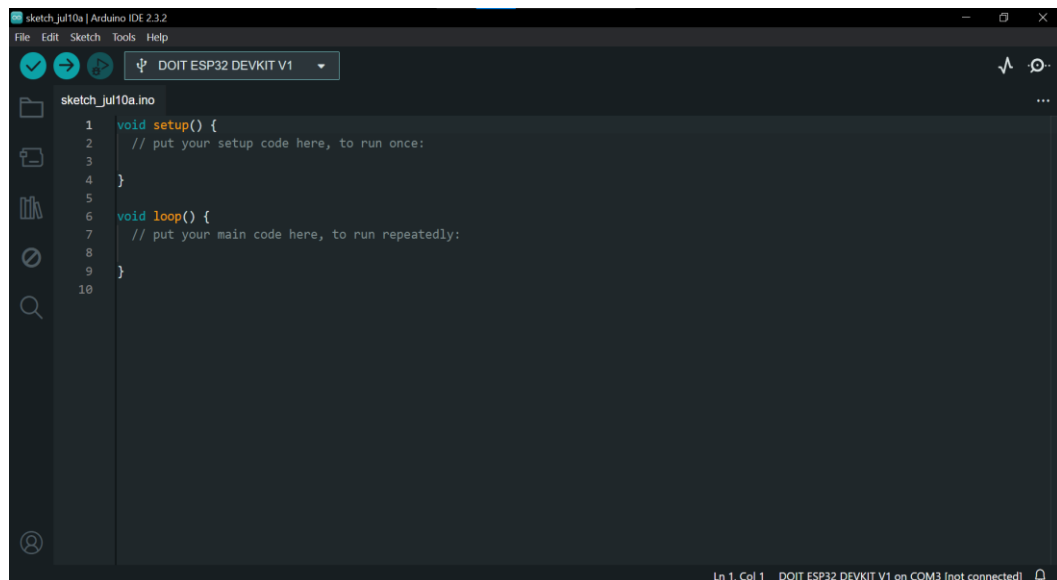 sketch_jul10a | Arduino IDE 2.3.2
File Edit Sketch Tools Help
DOIT ESP32 DEVKIT V1
sketch_jul10a.ino
1 void setup() {
2 // put your setup code here, to run once:
3
4 }
5
6 void loop() {
7 // put your main code here, to run repeatedly:
8
9 }
10
Ln 1, Col 1 DOIT ESP32 DEVKIT V1 on COM3 [not connected]